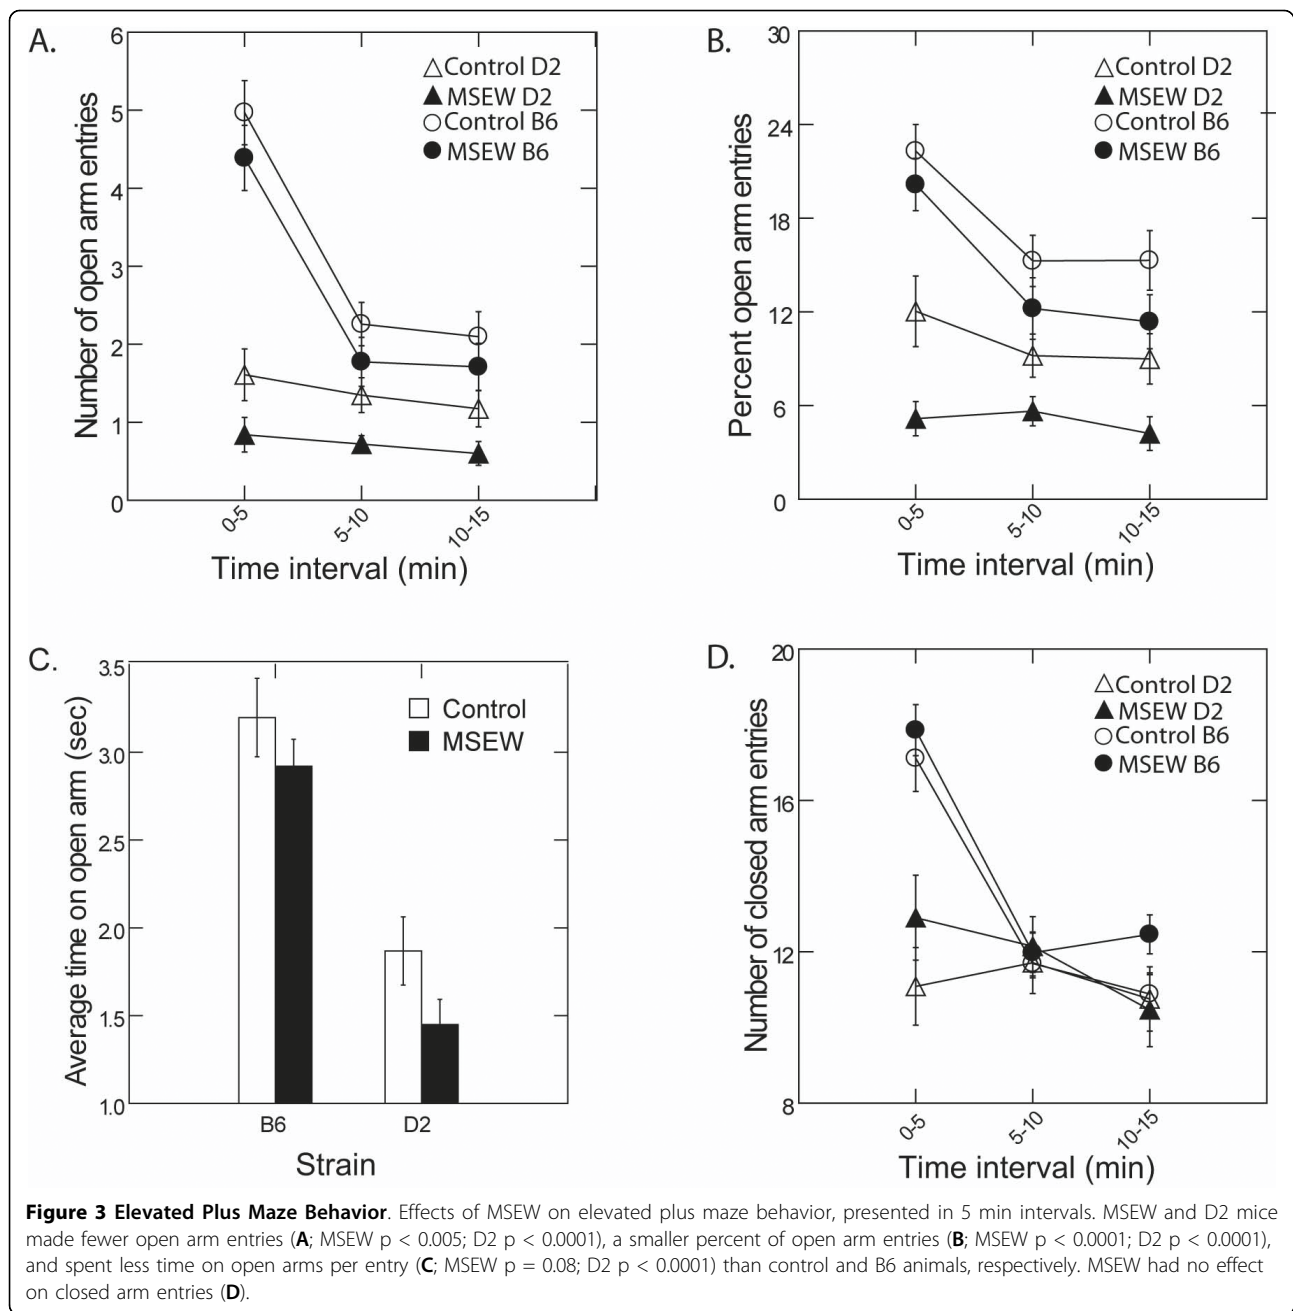 A.
6
5
4
3
2
1
0
Number of open arm entries
Control D2
MSEW D2
Control B6
MSEW B6
0-5
5-10
10-15
Time interval (min)
B.
30
24
18
12
6
0
Percent open arm entries
Control D2
MSEW D2
Control B6
MSEW B6
0-5
5-10
10-15
Time interval (min)
C.
3.5
3.0
2.5
2.0
1.5
1.0
Average time on open arm (sec)
Control
MSEW
B6
D2
Strain
D.
20
16
12
8
Number of closed arm entries
Control D2
MSEW D2
Control B6
MSEW B6
0-5
5-10
10-15
Time interval (min)
Figure 3 Elevated Plus Maze Behavior. Effects of MSEW on elevated plus maze behavior, presented in 5 min intervals. MSEW and D2 mice
made fewer open arm entries (A; MSEW p < 0.005; D2 p < 0.0001), a smaller percent of open arm entries (B; MSEW p < 0.0001; D2 p < 0.0001),
and spent less time on open arms per entry (C; MSEW p = 0.08; D2 p < 0.0001) than control and B6 animals, respectively. MSEW had no effect
on closed arm entries (D).